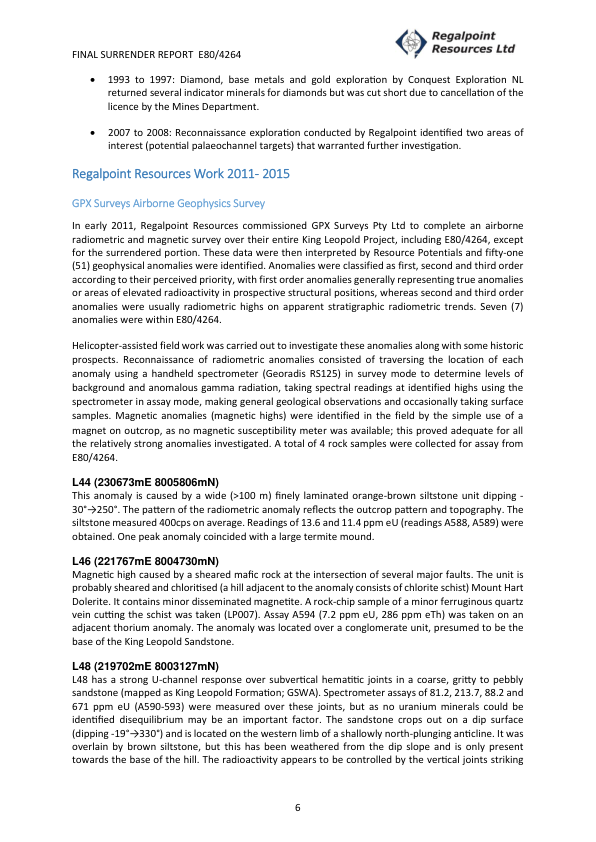 Regalpoint
Resources Ltd
FINAL SURRENDER REPORT E80/4264
• 1993 to 1997: Diamond, base metals and gold exploration by Conquest Exploration NL
returned several indicator minerals for diamonds but was cut short due to cancellation of the
licence by the Mines Department.
• 2007 to 2008: Reconnaissance exploration conducted by Regalpoint identified two areas of
interest (potential palaeochannel targets) that warranted further investigation.
Regalpoint Resources Work 2011- 2015
GPX Surveys Airborne Geophysics Survey
In early 2011, Regalpoint Resources commissioned GPX Surveys Pty Ltd to complete an airborne
radiometric and magnetic survey over their entire King Leopold Project, including E80/4264, except
for the surrendered portion. These data were then interpreted by Resource Potentials and fifty-one
(51) geophysical anomalies were identified. Anomalies were classified as first, second and third order
according to their perceived priority, with first order anomalies generally representing true anomalies
or areas of elevated radioactivity in prospective structural positions, whereas second and third order
anomalies were usually radiometric highs on apparent stratigraphic radiometric trends. Seven (7)
anomalies were within E80/4264.
Helicopter-assisted field work was carried out to investigate these anomalies along with some historic
prospects. Reconnaissance of radiometric anomalies consisted of traversing the location of each
anomaly using a handheld spectrometer (Georadis RS125) in survey mode to determine levels of
background and anomalous gamma radiation, taking spectral readings at identified highs using the
spectrometer in assay mode, making general geological observations and occasionally taking surface
samples. Magnetic anomalies (magnetic highs) were identified in the field by the simple use of a
magnet on outcrop, as no magnetic susceptibility meter was available; this proved adequate for all
the relatively strong anomalies investigated. A total of 4 rock samples were collected for assay from
E80/4264.
L44 (230673mE 8005806mN)
This anomaly is caused by a wide (>100 m) finely laminated orange-brown siltstone unit dipping -
30°→250°. The pattern of the radiometric anomaly reflects the outcrop pattern and topography. The
siltstone measured 400cps on average. Readings of 13.6 and 11.4 ppm eU (readings A588, A589) were
obtained. One peak anomaly coincided with a large termite mound.
L46 (221767mE 8004730mN)
Magnetic high caused by a sheared mafic rock at the intersection of several major faults. The unit is
probably sheared and chloritised (a hill adjacent to the anomaly consists of chlorite schist) Mount Hart
Dolerite. It contains minor disseminated magnetite. A rock-chip sample of a minor ferruginous quartz
vein cutting the schist was taken (LP007). Assay A594 (7.2 ppm eU, 286 ppm eTh) was taken on an
adjacent thorium anomaly. The anomaly was located over a conglomerate unit, presumed to be the
base of the King Leopold Sandstone.
L48 (219702mE 8003127mN)
L48 has a strong U-channel response over subvertical hematitic joints in a coarse, gritty to pebbly
sandstone (mapped as King Leopold Formation; GSWA). Spectrometer assays of 81.2, 213.7, 88.2 and
671 ppm eU (A590-593) were measured over these joints, but as no uranium minerals could be
identified disequilibrium may be an important factor. The sandstone crops out on a dip surface
(dipping -19°→330°) and is located on the western limb of a shallowly north-plunging anticline. It was
overlain by brown siltstone, but this has been weathered from the dip slope and is only present
towards the base of the hill. The radioactivity appears to be controlled by the vertical joints striking
6